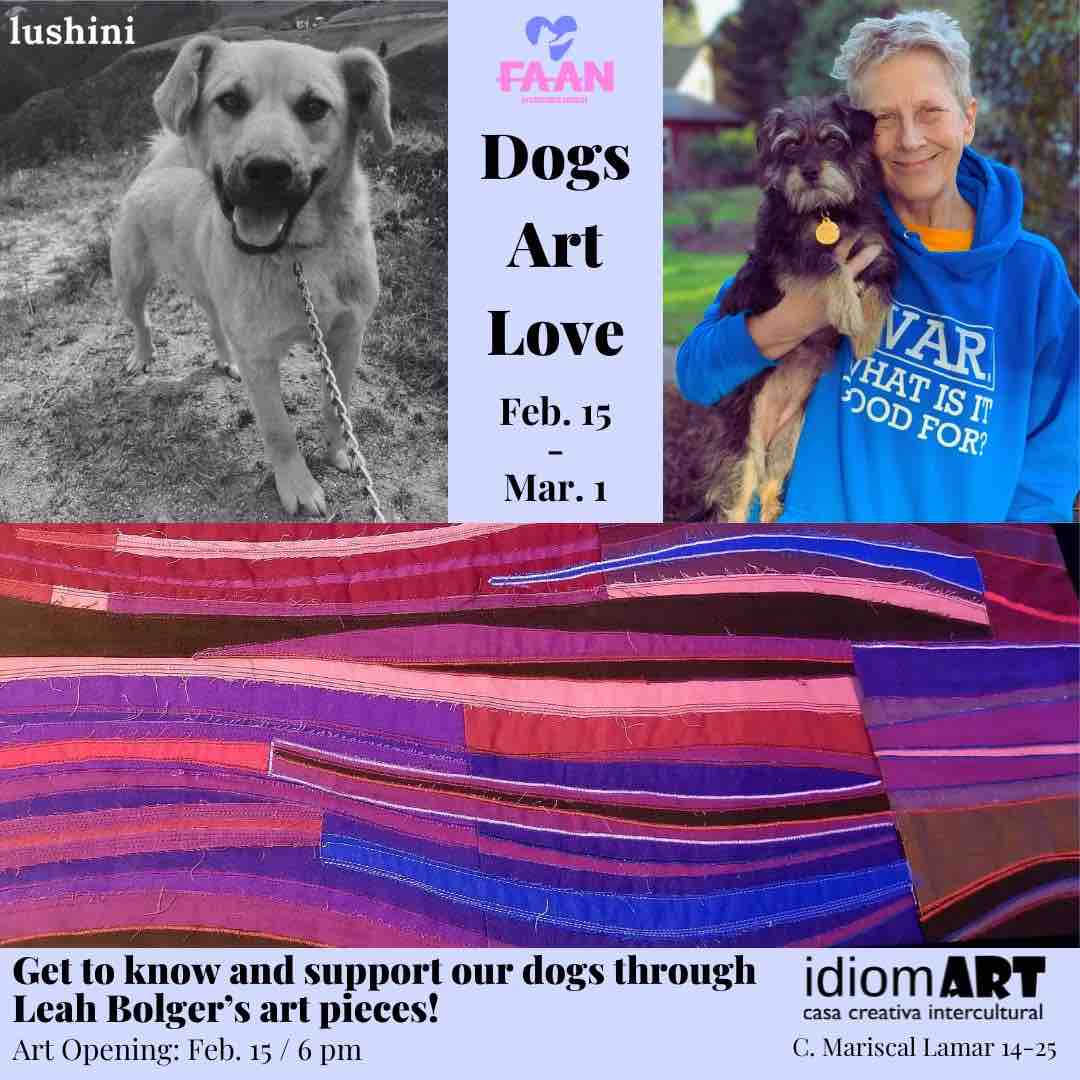 lushini
FAAN
Dogs
Art
Love
Feb. 15
-
Mar. 1
WAR.
WHAT IS IT
GOOD FOR?
Get to know and support our dogs through
Leah Bolger’s art pieces!
Art Opening: Feb. 15 / 6 pm
idiomART
casa creativa intercultural
C. Mariscal Lamar 14-25